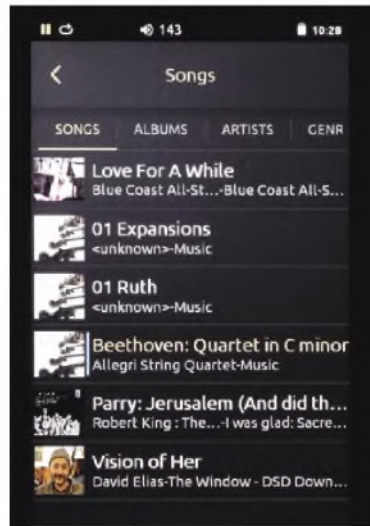 143 10:28
Songs
SONGS ALBUMS ARTISTS GENR
Love For A While
Blue Coast All-St...-Blue Coast All-S...
01 Expansions
<unknown>-Music
01 Ruth
<unknown>-Music
Beethoven: Quartet in C minor
Allegri String Quartet-Music
Parry: Jerusalem (And did th...
Robert King : The...-I was glad: Sacre...
Vision of Her
David Elias-The Window - DSD Down...